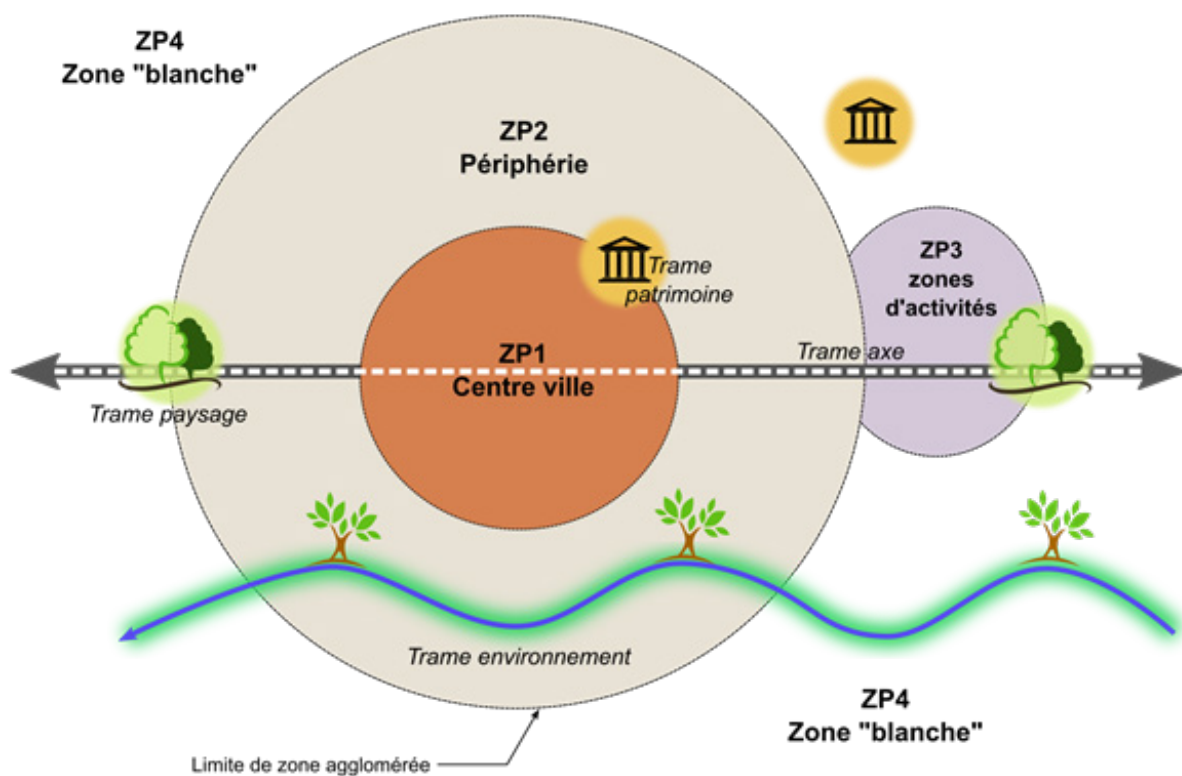 ZP4
Zone "blanche"
ZP2
Périphérie
ZP3
zones
d'activités
Trame
patrimoine
Trame axe
ZP1
Centre ville
Trame paysage
Trame environnement
ZP4
Zone "blanche"
Limite de zone agglomérée